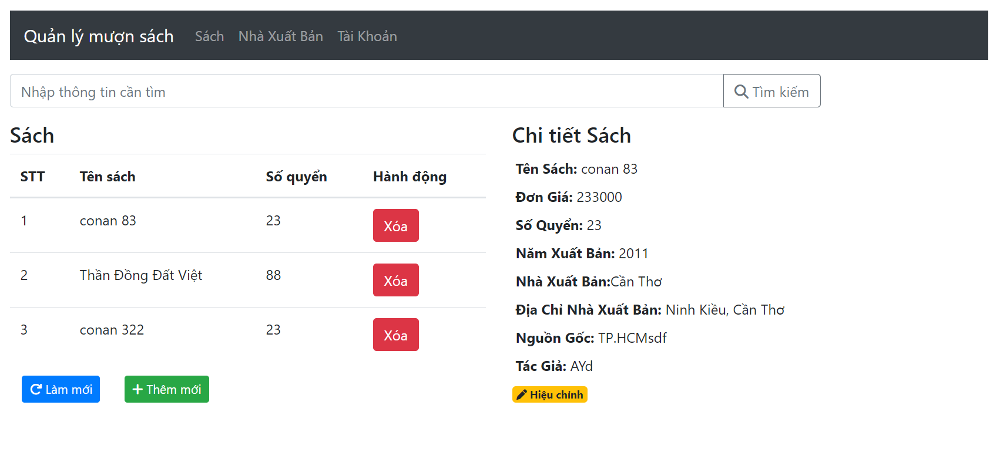 Quản lý mượn sách Sách Nhà Xuất Bản Tài Khoản
Nhập thông tin cần tìm Tìm kiếm
Sách
STT Tên sách Số quyển Hành động
1 conan 83 23 Xóa
2 Thần Đồng Đất Việt 88 Xóa
3 conan 322 23 Xóa
Làm mới Thêm mới
Chi tiết Sách
Tên Sách: conan 83
Đơn Giá: 233000
Số Quyển: 23
Năm Xuất Bản: 2011
Nhà Xuất Bản:Cần Thơ
Địa Chỉ Nhà Xuất Bản: Ninh Kiều, Cần Thơ
Nguồn Gốc: TP.HCMsdf
Tác Giả: AYd
Hiệu chỉnh